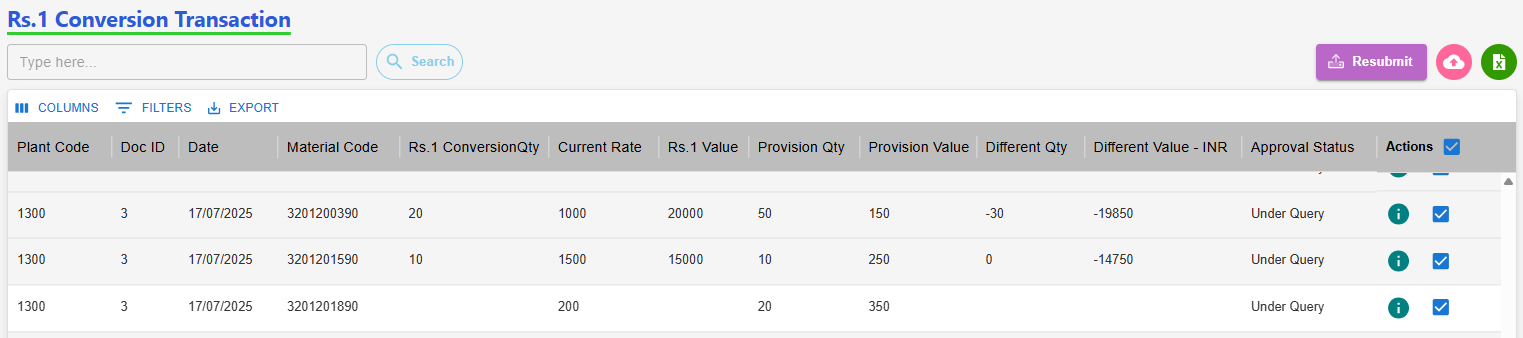 Rs.1 Conversion Transaction
Type here...
Search
Resubmit
COLUMNS FILTERS EXPORT
Plant Code Doc ID Date Material Code Rs.1 ConversionQty Current Rate Rs.1 Value Provision Qty Provision Value Different Qty Different Value - INR Approval Status Actions
1300 3 17/07/2025 3201200390 20 1000 20000 50 150 -30 -19850 Under Query
1300 3 17/07/2025 3201201590 10 1500 15000 10 250 0 -14750 Under Query
1300 3 17/07/2025 3201201890 200 20 350 Under Query